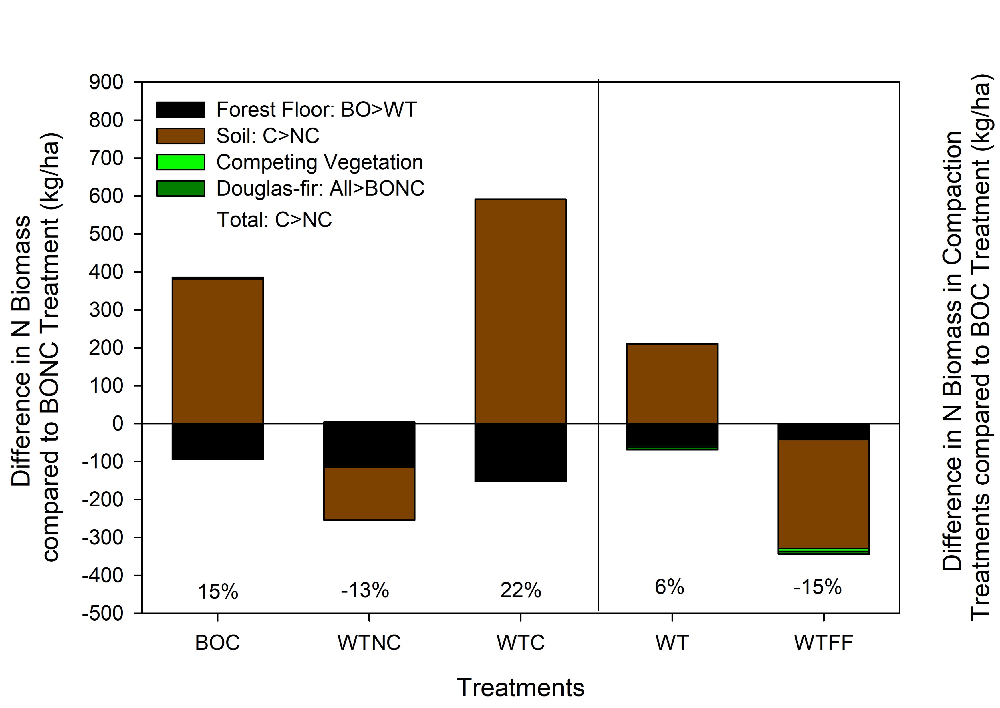 Difference in N Biomass
compared to BONC Treatment (kg/ha)
900
800
700
600
500
400
300
200
100
0
-100
-200
-300
-400
-500
Forest Floor: BO>WT
Soil: C>NC
Competing Vegetation
Douglas-fir: All>BONC
Total: C>NC
15%
-13%
22%
6%
-15%
BOC
WTNC
WTC
WT
WTFF
Treatments
Difference in N Biomass in Compaction
Treatments compared to BOC Treatment (kg/ha)